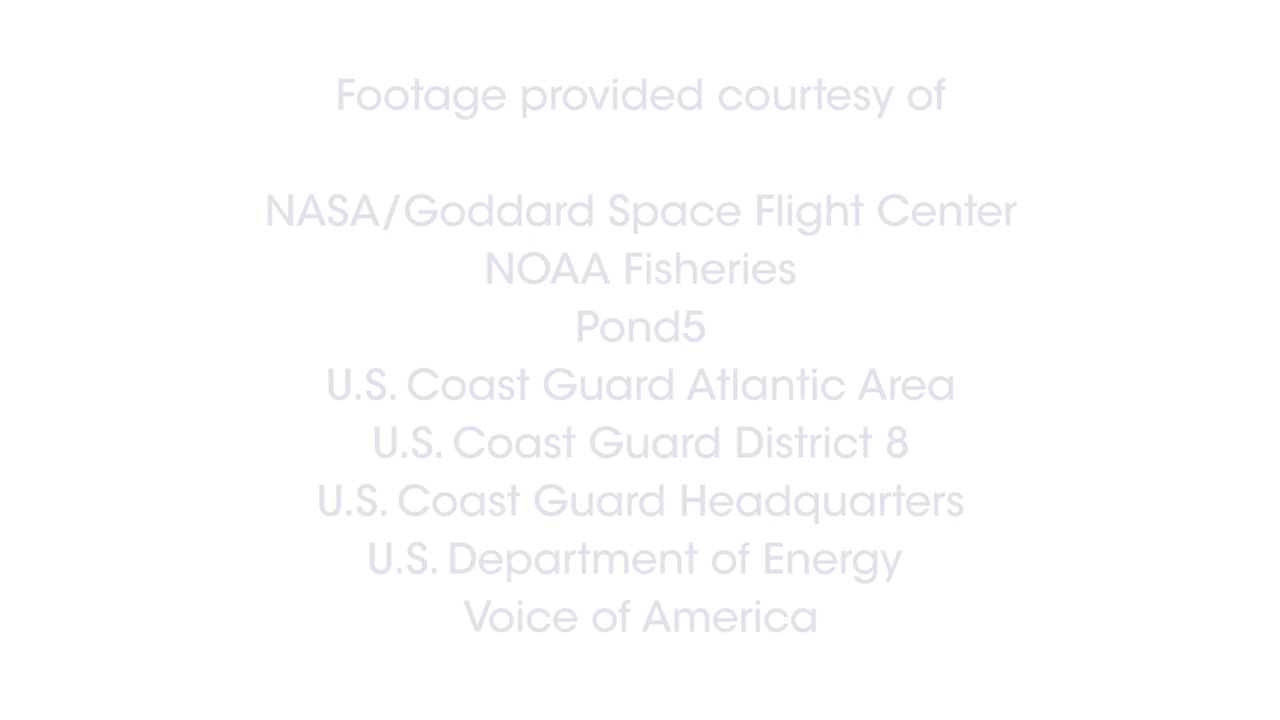 Footage provided courtesy of
NASA/Goddard Space Flight Center
NOAA Fisheries
Pond5
U.S. Coast Guard Atlantic Area
U.S. Coast Guard District 8
U.S. Coast Guard Headquarters
U.S. Department of Energy
Voice of America